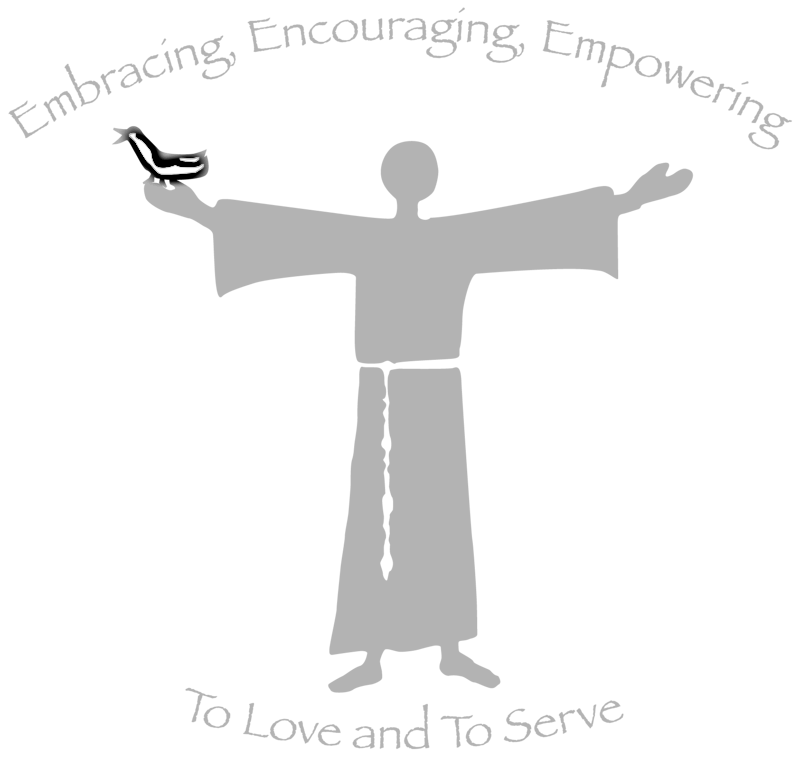 Embracing, Encouraging, Empowering
To Love and To Serve